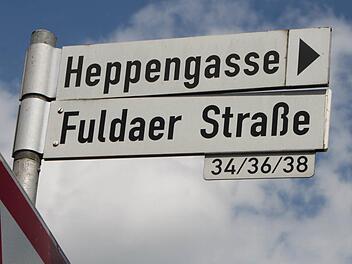 Heppengasse
Fuldaer Straße
34/36/38